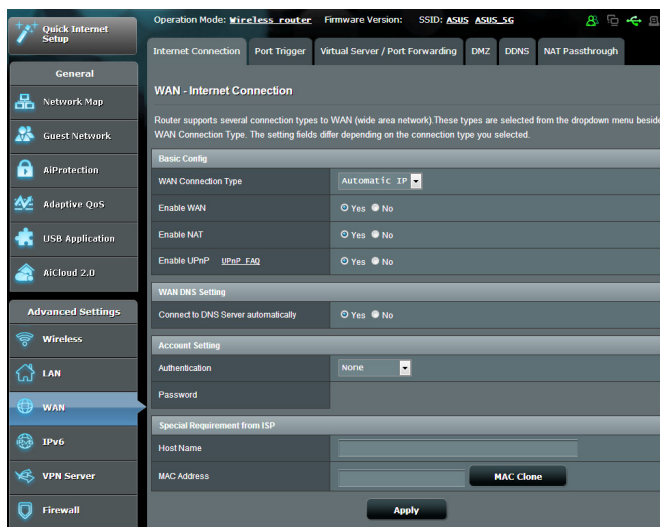 Quick Internet
Setup
Operation Mode: Wireless router Firmware Version: SSID: ASUS ASUS_5G
Internet Connection Port Trigger Virtual Server / Port Forwarding DMZ DDNS NAT Passthrough
General
Network Map
Guest Network
AiProtection
Adaptive QoS
USB Application
AiCloud 2.0
Advanced Settings
Wireless
LAN
WAN
IPv6
VPN Server
Firewall
WAN - Internet Connection
Router supports several connection types to WAN (wide area network).These types are selected from the dropdown menu beside
WAN Connection Type. The setting fields differ depending on the connection type you selected.
Basic Config
WAN Connection Type Automatic IP
Enable WAN Yes No
Enable NAT Yes No
Enable UPnP UPnP FAQ Yes No
WAN DNS Setting
Connect to DNS Server automatically Yes No
Account Setting
Authentication None
Password
Special Requirement from ISP
Host Name
MAC Address MAC Clone
Apply